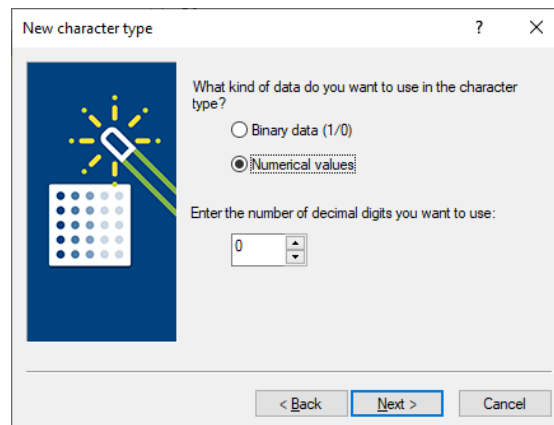 New character type
?
What kind of data do you want to use in the character
type?
Binary data (1/0)
Numerical values
Enter the number of decimal digits you want to use:
0
< Back
Next >
Cancel